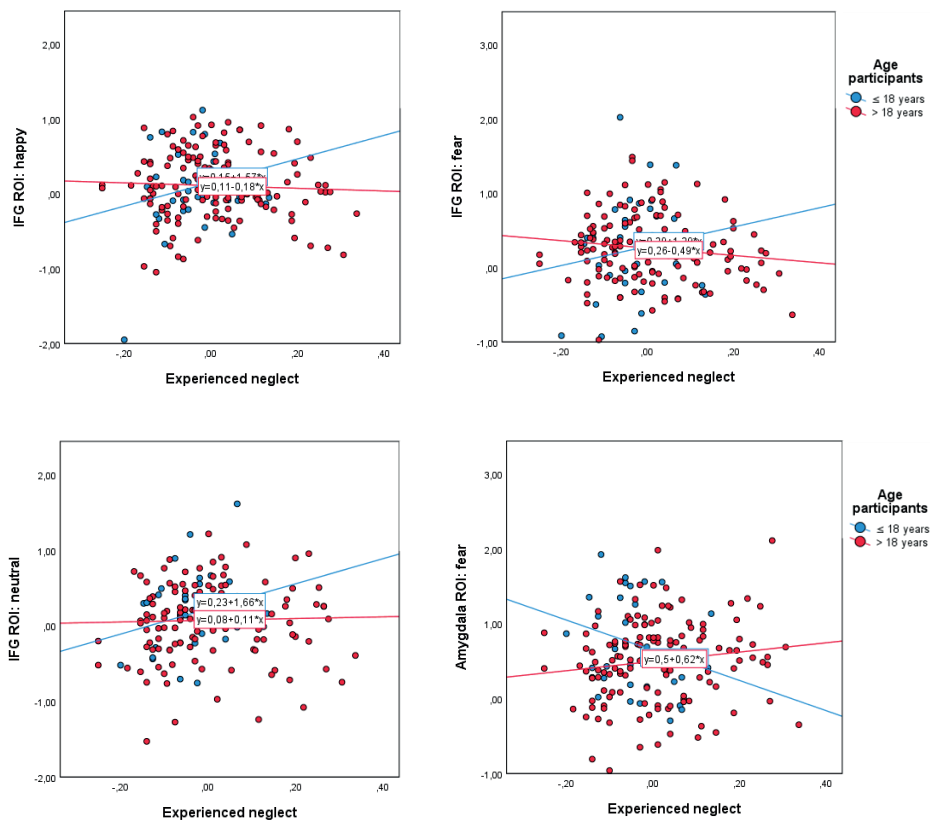 2,00
1,00
,00
-1,00
-2,00
IFG ROI: happy
y=0,11-0,18*x
-,20
,00
,20
,40
Experienced neglect
3,00
2,00
1,00
,00
-1,00
IFG ROI: fear
y=0,26-0,49*x
-,20
,00
,20
,40
Experienced neglect
Age
participants
≤ 18 years
> 18 years
2,00
1,00
,00
-1,00
-2,00
IFG ROI: neutral
y=0,23+1,66*x
y=0,08+0,11*x
-,20
,00
,20
,40
Experienced neglect
3,00
2,00
1,00
,00
-1,00
Amygdala ROI: fear
y=0,5+0,62*x
-,20
,00
,20
,40
Experienced neglect
Age
participants
≤ 18 years
> 18 years